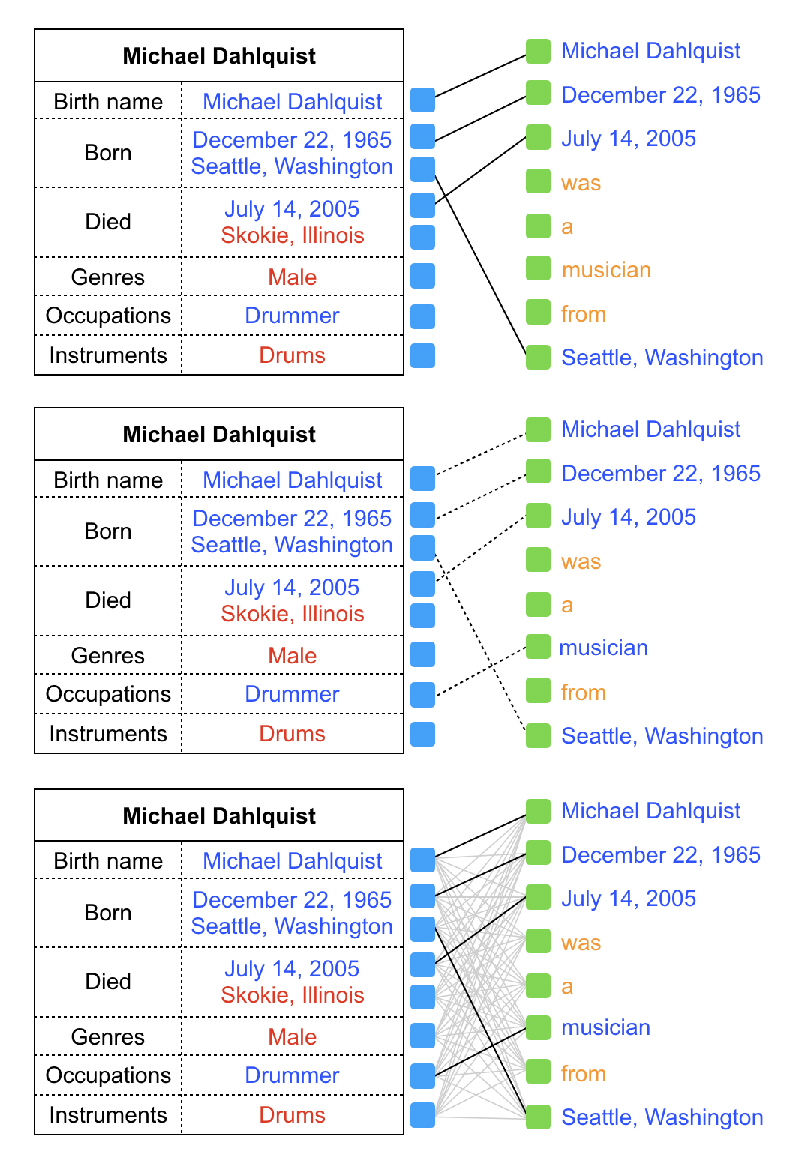 Michael Dahlquist
Birth name Michael Dahlquist
Born December 22, 1965
Seattle, Washington
Died July 14, 2005
Skokie, Illinois
Genres Male
Occupations Drummer
Instruments Drums
Michael Dahlquist
December 22, 1965
July 14, 2005
was
a
musician
from
Seattle, Washington
Michael Dahlquist
Birth name Michael Dahlquist
Born December 22, 1965
Seattle, Washington
Died July 14, 2005
Skokie, Illinois
Genres Male
Occupations Drummer
Instruments Drums
Michael Dahlquist
December 22, 1965
July 14, 2005
was
a
musician
from
Seattle, Washington
Michael Dahlquist
Birth name Michael Dahlquist
Born December 22, 1965
Seattle, Washington
Died July 14, 2005
Skokie, Illinois
Genres Male
Occupations Drummer
Instruments Drums
Michael Dahlquist
December 22, 1965
July 14, 2005
was
a
musician
from
Seattle, Washington